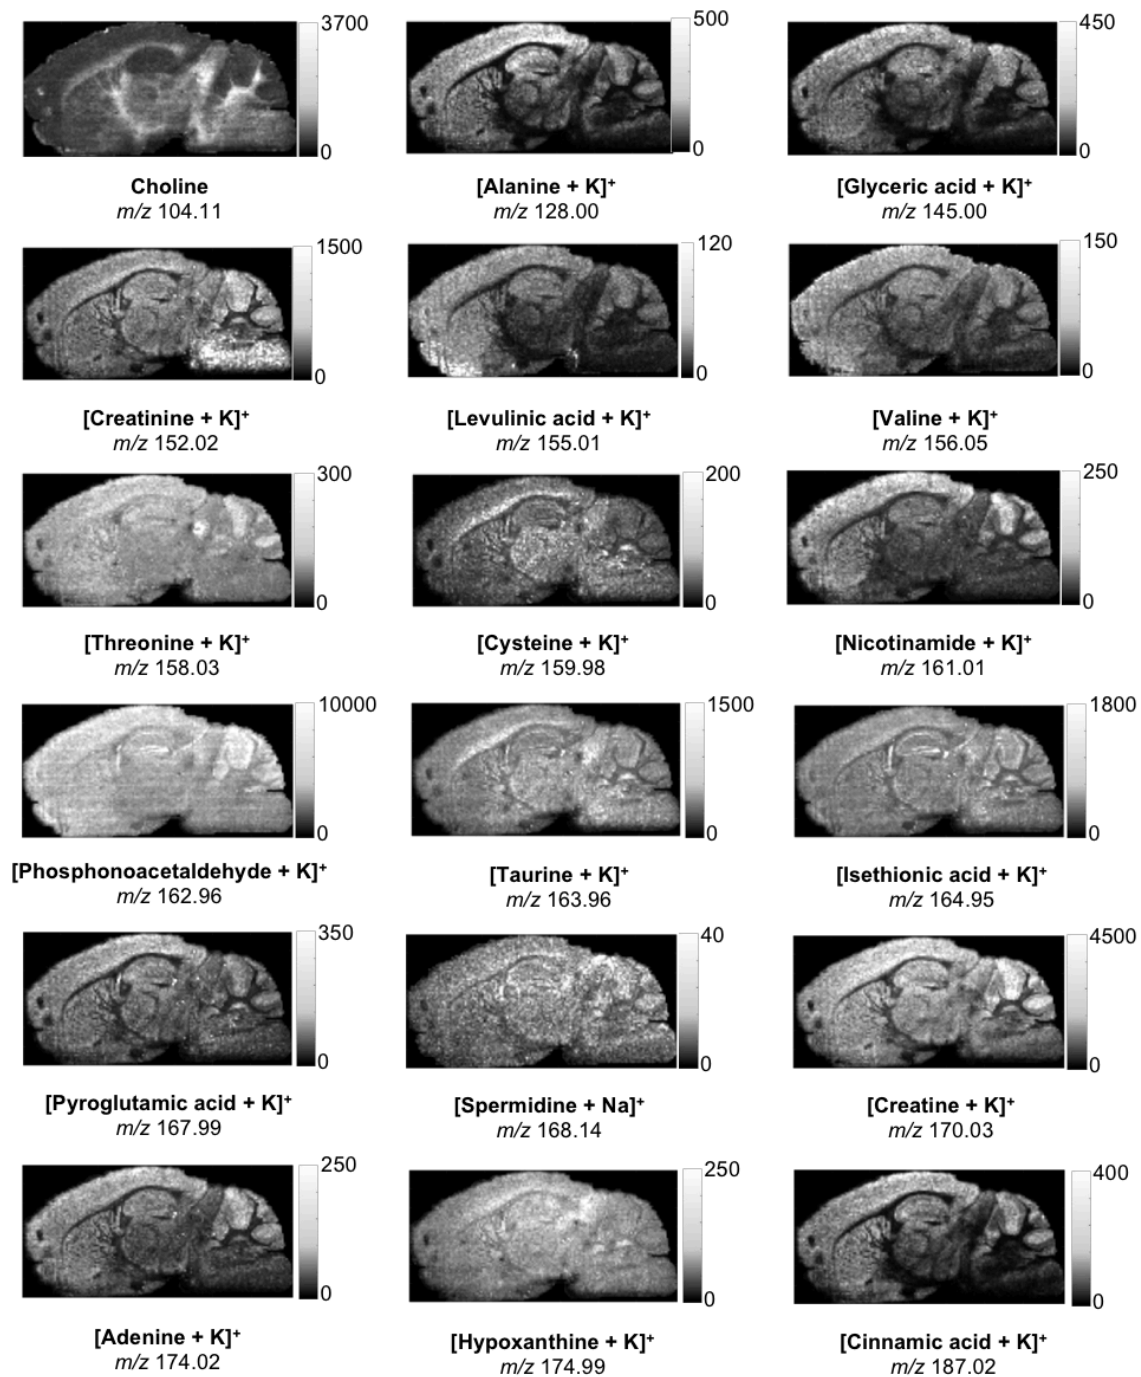 3700
0
Choline
m/z 104.11
500
0
[Alanine + K]⁺
m/z 128.00
450
0
[Glyceric acid + K]⁺
m/z 145.00
1500
0
[Creatinine + K]⁺
m/z 152.02
120
0
[Levulinic acid + K]⁺
m/z 155.01
150
0
[Valine + K]⁺
m/z 156.05
300
0
[Threonine + K]⁺
m/z 158.03
200
0
[Cysteine + K]⁺
m/z 159.98
250
0
[Nicotinamide + K]⁺
m/z 161.01
10000
0
[Phosphonoacetaldehyde + K]⁺
m/z 162.96
1500
0
[Taurine + K]⁺
m/z 163.96
1800
0
[Isethionic acid + K]⁺
m/z 164.95
350
0
[Pyroglutamic acid + K]⁺
m/z 167.99
40
0
[Spermidine + Na]⁺
m/z 168.14
4500
0
[Creatine + K]⁺
m/z 170.03
250
0
[Adenine + K]⁺
m/z 174.02
250
0
[Hypoxanthine + K]⁺
m/z 174.99
400
0
[Cinnamic acid + K]⁺
m/z 187.02